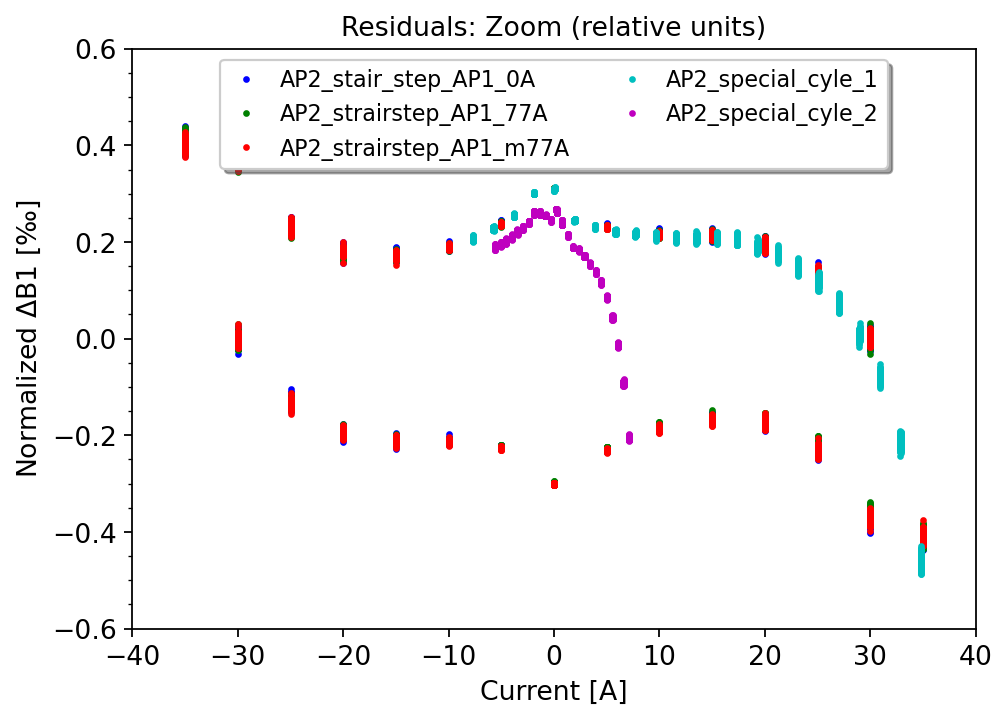 Residuals: Zoom (relative units)
AP2_stair_step_AP1_0A
AP2_strairstep_AP1_77A
AP2_strairstep_AP1_m77A
AP2_special_cyle_1
AP2_special_cyle_2
Normalized ΔB1 [‰]
0.6
0.4
0.2
0.0
−0.2
−0.4
−0.6
−40 −30 −20 −10 0 10 20 30 40
Current [A]